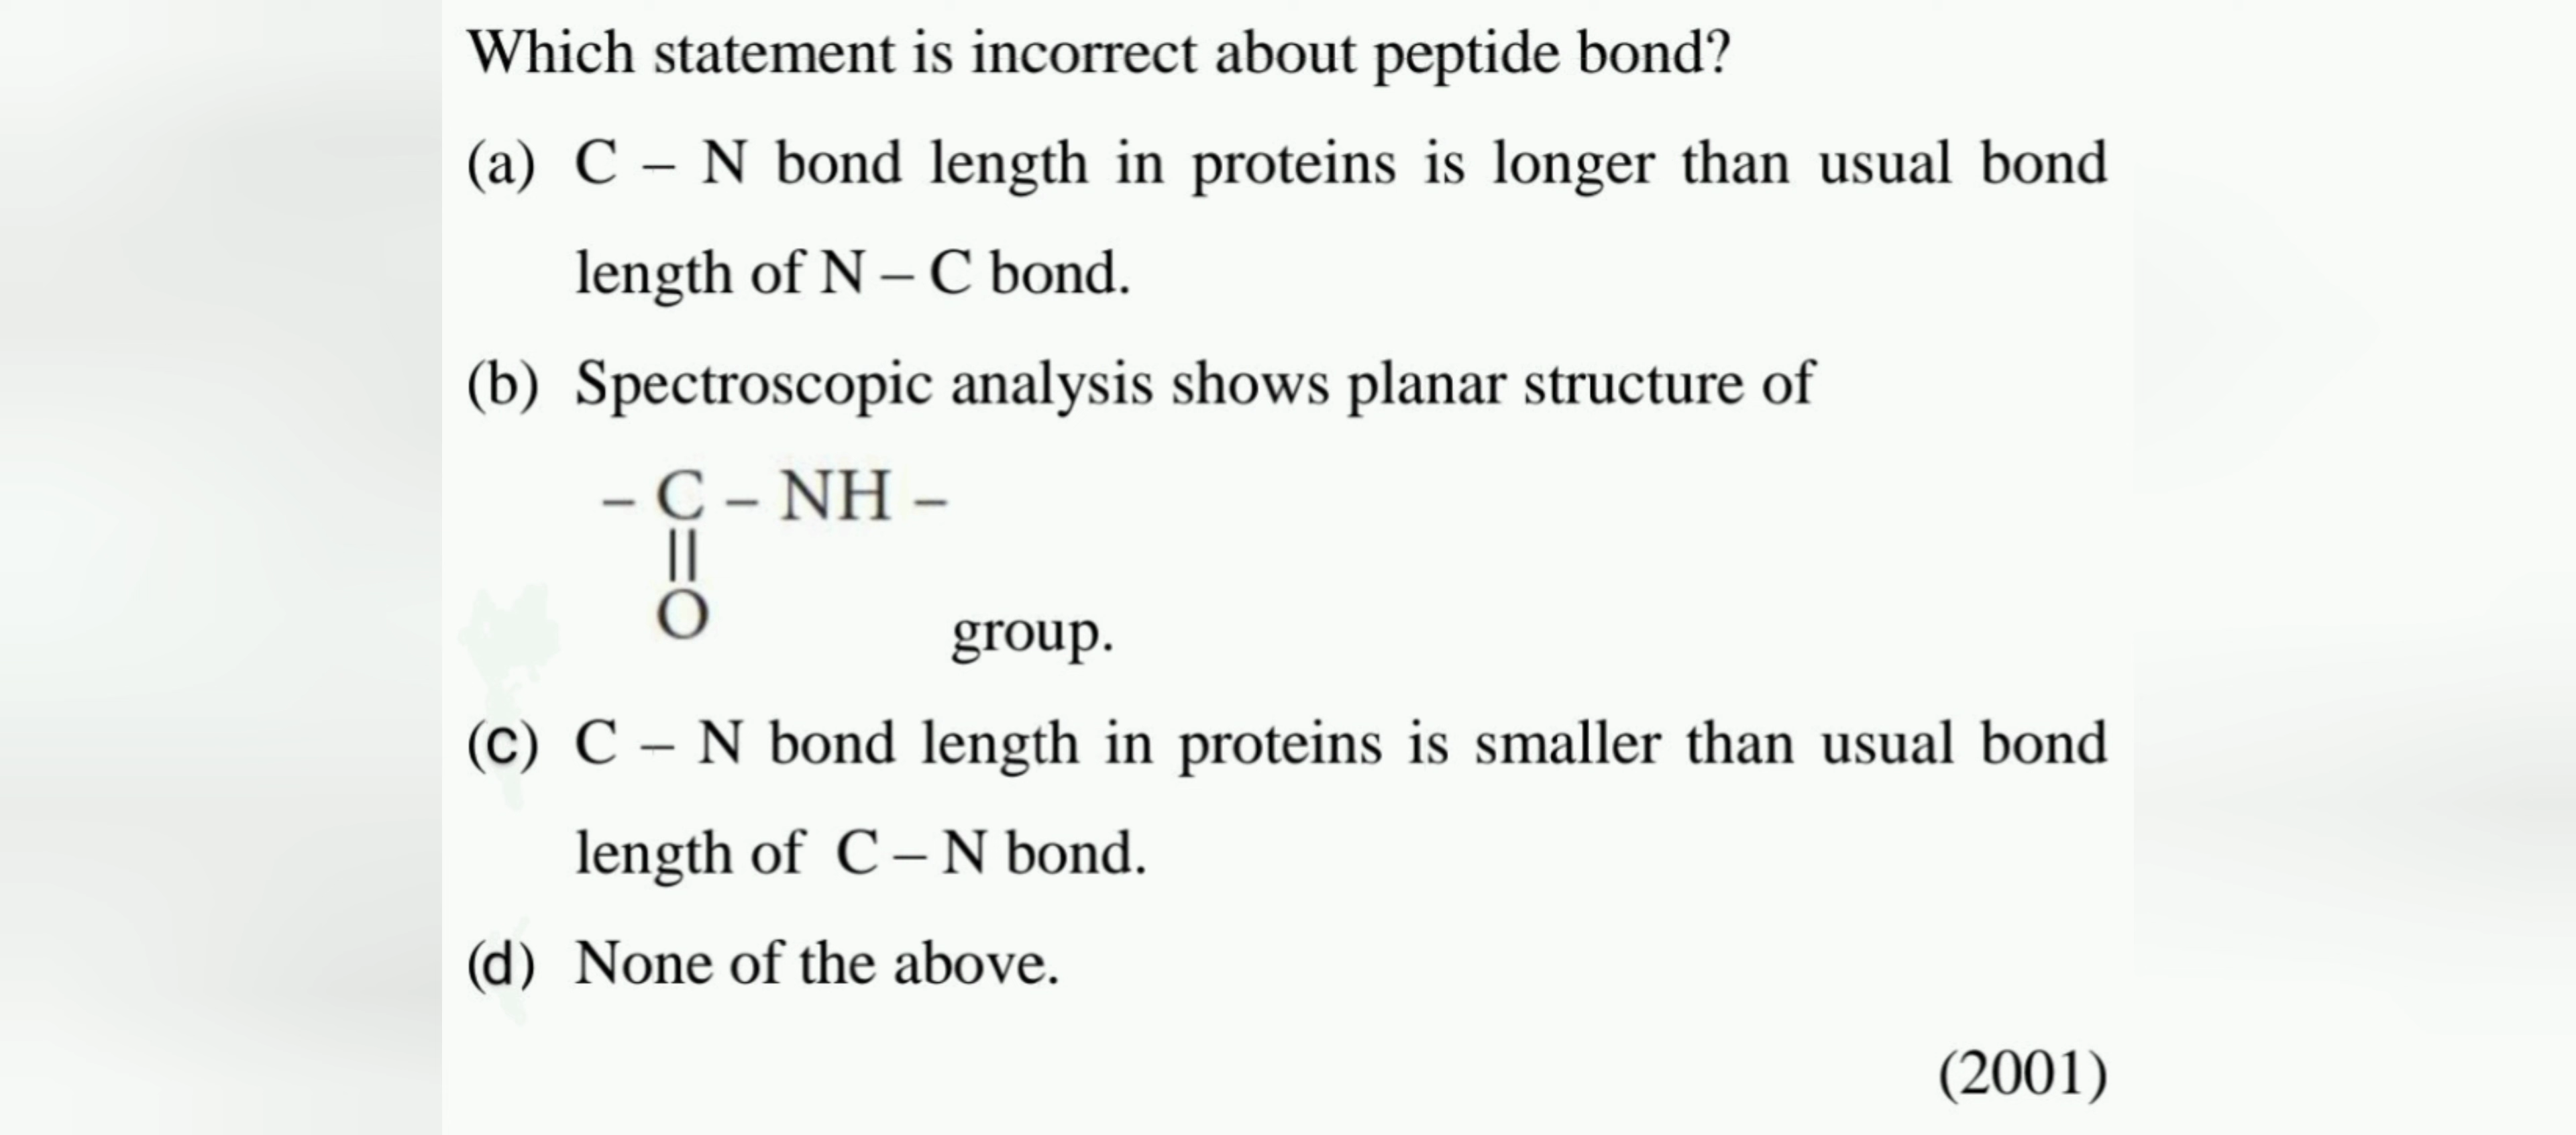 Which statement is incorrect about peptide bond?
(a) C – N bond length in proteins is longer than usual bond
length of N – C bond.
(b) Spectroscopic analysis shows planar structure of
– C – NH –
||
O
group.
(c) C – N bond length in proteins is smaller than usual bond
length of C – N bond.
(d) None of the above.
(2001)